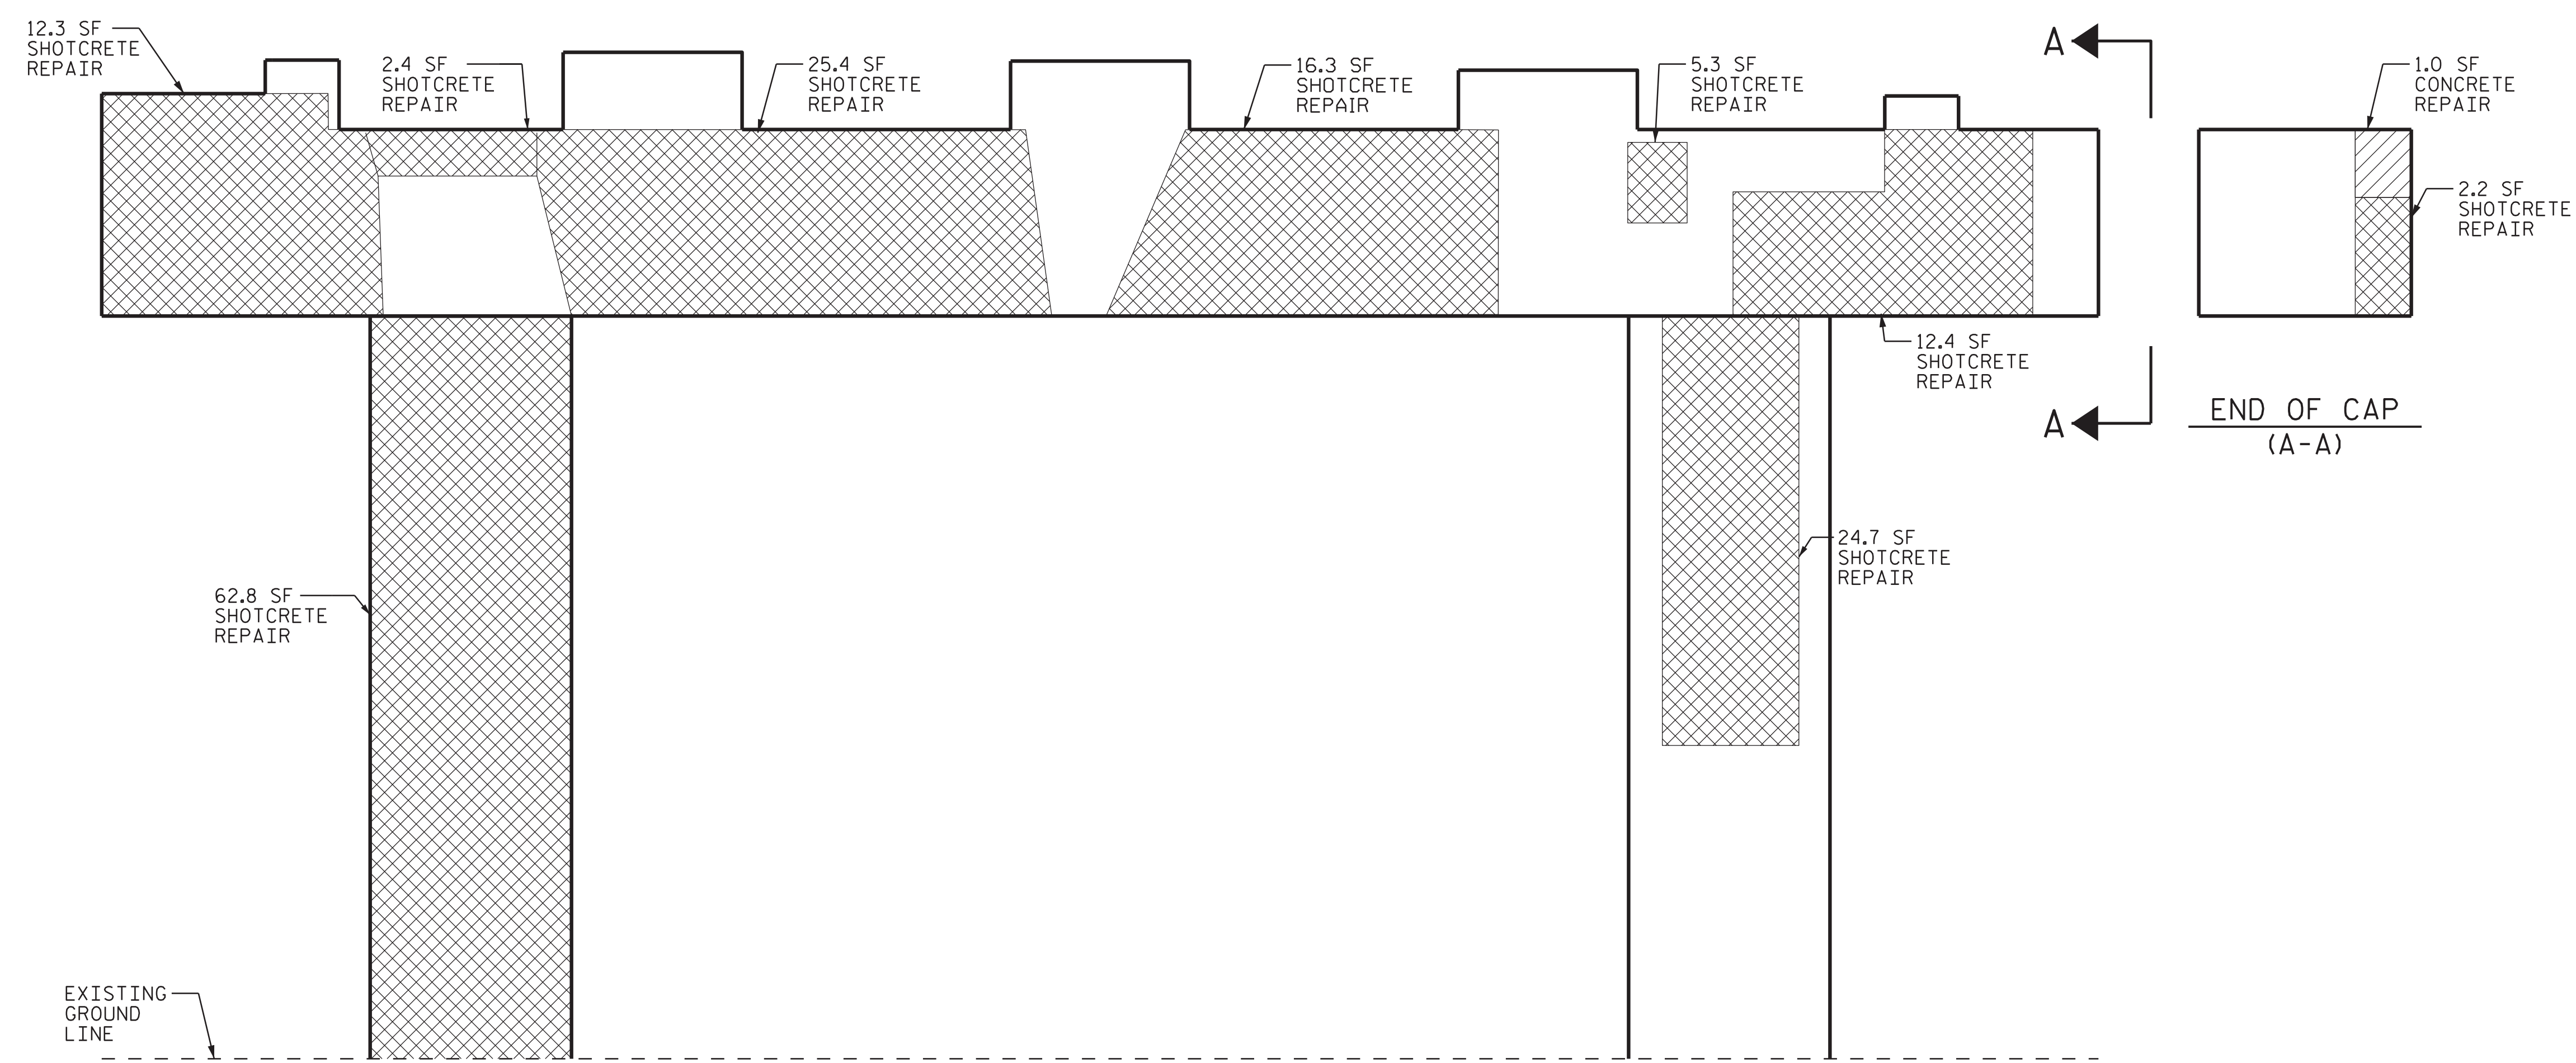 12.3 SF
SHOTCRETE
REPAIR
2.4 SF
SHOTCRETE
REPAIR
25.4 SF
SHOTCRETE
REPAIR
16.3 SF
SHOTCRETE
REPAIR
5.3 SF
SHOTCRETE
REPAIR
A
1.0 SF
CONCRETE
REPAIR
2.2 SF
SHOTCRETE
REPAIR
12.4 SF
SHOTCRETE
REPAIR
A
END OF CAP
(A-A)
24.7 SF
SHOTCRETE
REPAIR
62.8 SF
SHOTCRETE
REPAIR
EXISTING
GROUND
LINE